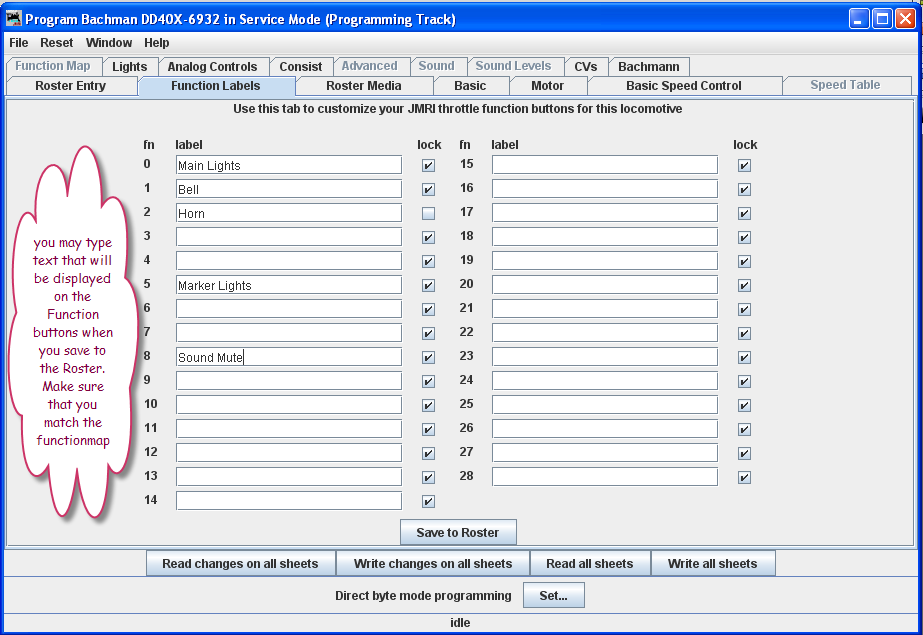 Program Bachman DD40X-6932 in Service Mode (Programming Track)
File Reset Window Help
Function Map Lights Analog Controls Consist Advanced Sound Sound Levels CVs Bachmann
Roster Entry Function Labels Roster Media Basic Motor Basic Speed Control Speed Table
Use this tab to customize your JMRI throttle function buttons for this locomotive
fn label lock fn label lock
0 Main Lights 15
1 Bell 16
2 Horn 17
3 18
4 19
5 Marker Lights 20
6 21
7 22
8 Sound Mute 23
9 24
10 25
11 26
12 27
13 28
14
you may type
text that will
be displayed
on the
Function
buttons when
you save to
the Roster.
Make sure
that you
match the
functionmap
Save to Roster
Read changes on all sheets Write changes on all sheets Read all sheets Write all sheets
Direct byte mode programming Set...
idle